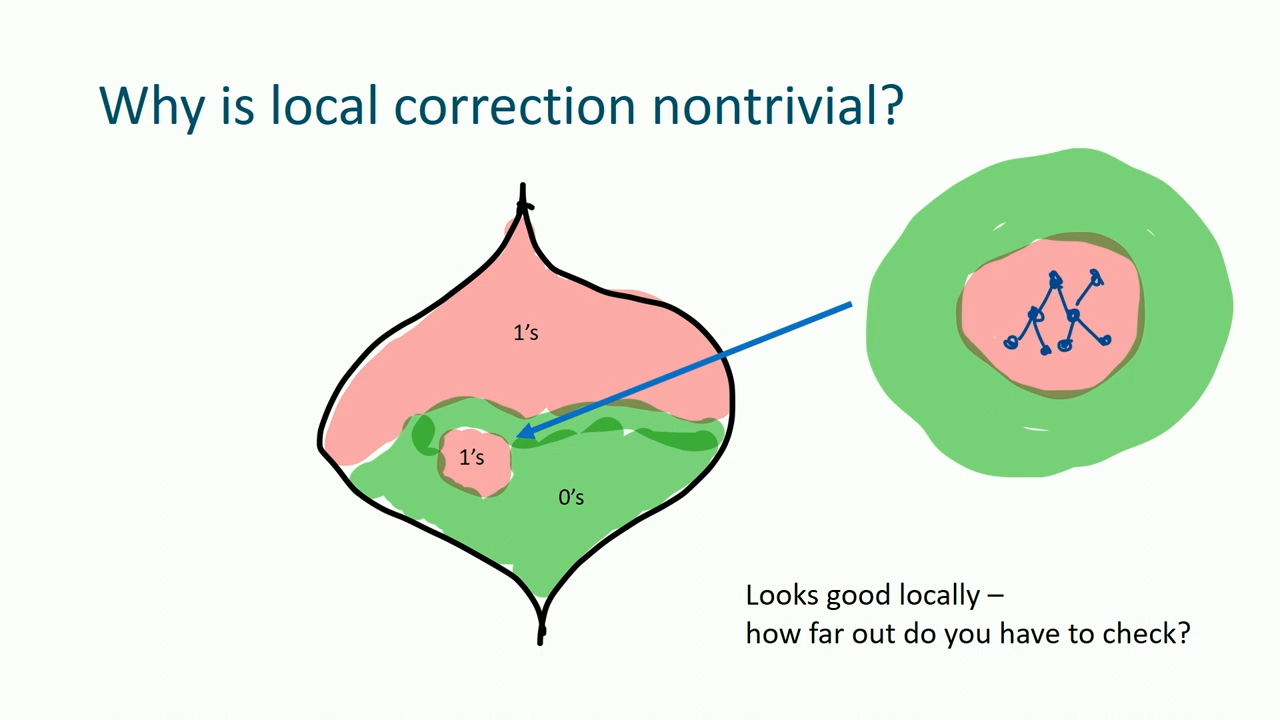 Why is local correction nontrivial?
1's
1's
0's
Looks good locally –
how far out do you have to check?